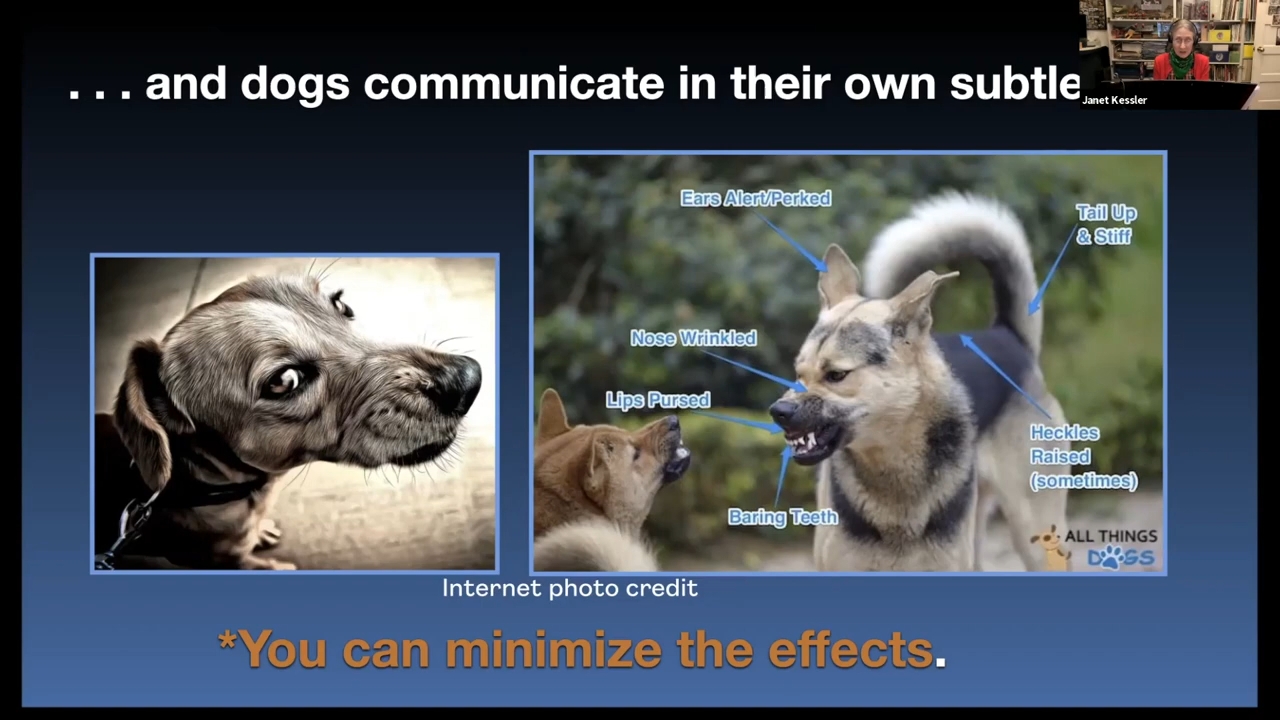 . . . and dogs communicate in their own subtle
Janet Kessler
Ears Alert/Perked
Tail Up
& Stiff
Nose Wrinkled
Lips Pursed
Heckles
Raised
(sometimes)
Baring Teeth
ALL THINGS
DOGS
Internet photo credit
*You can minimize the effects.